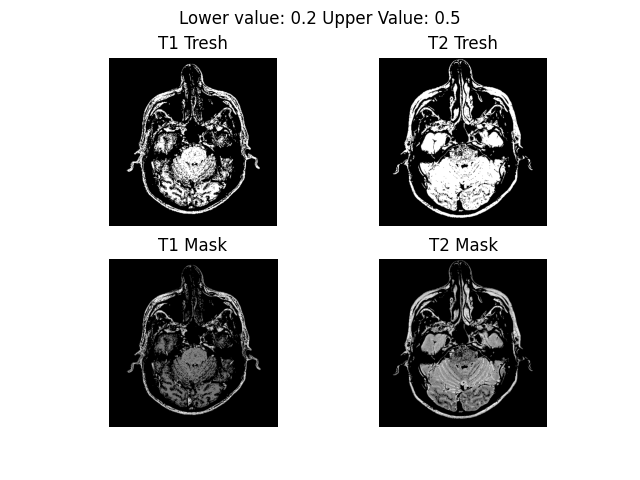 Lower value: 0.2 Upper Value: 0.5
T1 Tresh
T2 Tresh
T1 Mask
T2 Mask